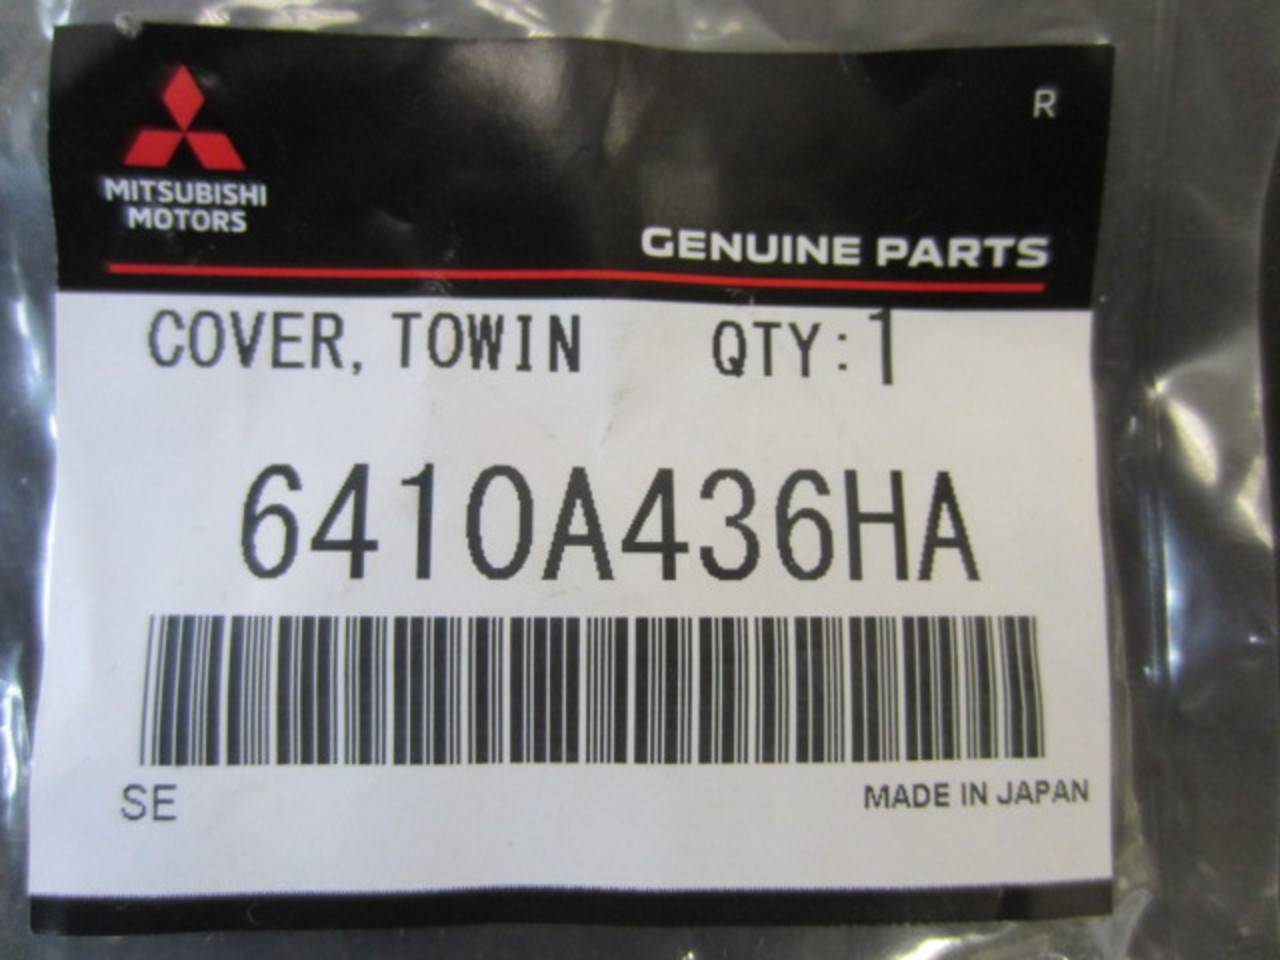 R
MITSUBISHI
MOTORS
GENUINE PARTS
COVER, TOWIN QTY:1
6410A436HA
SE MADE IN JAPAN